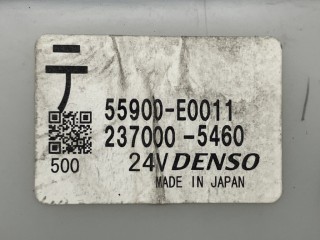 テ
55900-E0011
237000-5460
500
24V DENSO
MADE IN JAPAN